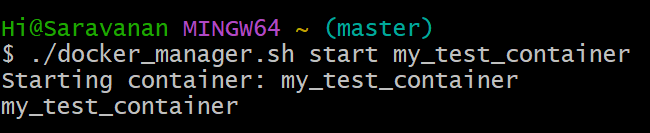 Hi@Saravanan MINGW64 ~ (master)
$ ./docker_manager.sh start my_test_container
Starting container: my_test_container
my_test_container